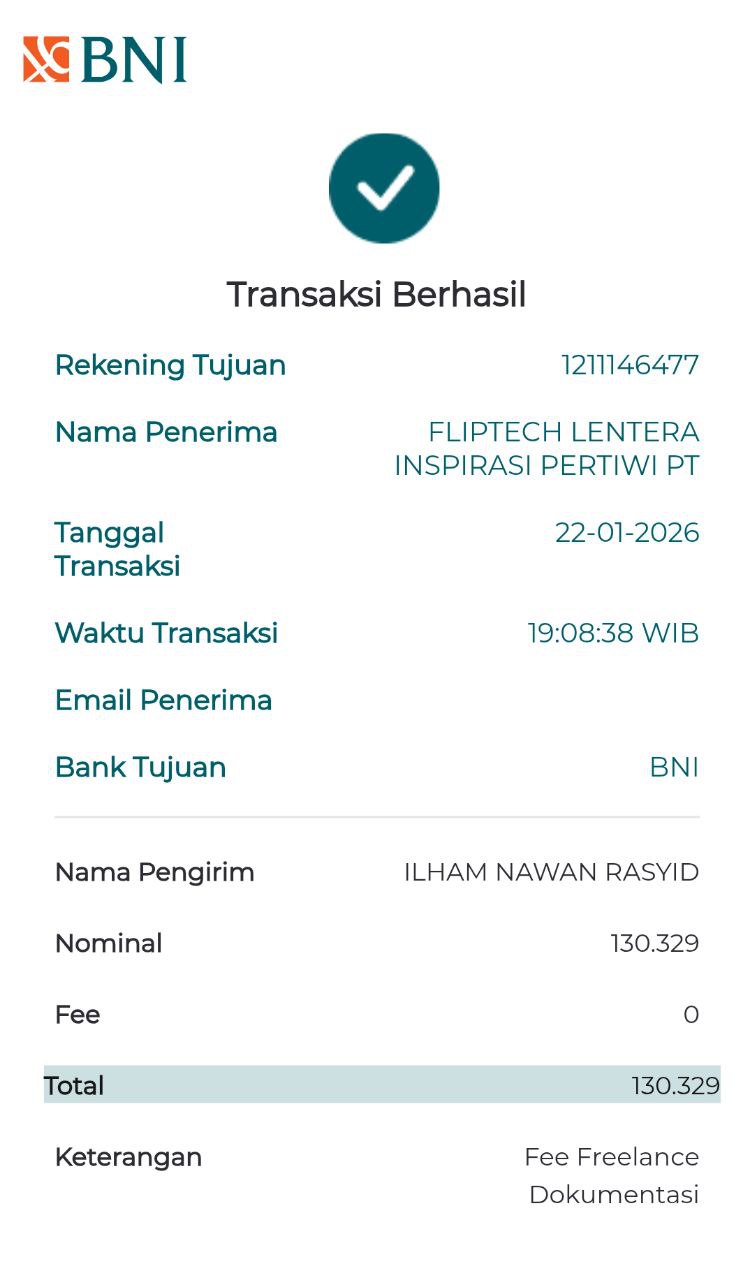 BNI
Transaksi Berhasil
Rekening Tujuan 1211146477
Nama Penerima FLIPTECH LENTERA
INSPIRASI PERTIWI PT
Tanggal 22-01-2026
Transaksi
Waktu Transaksi 19:08:38 WIB
Email Penerima
Bank Tujuan BNI
Nama Pengirim ILHAM NAWAN RASYID
Nominal 130.329
Fee 0
Total 130.329
Keterangan Fee Freelance
Dokumentasi